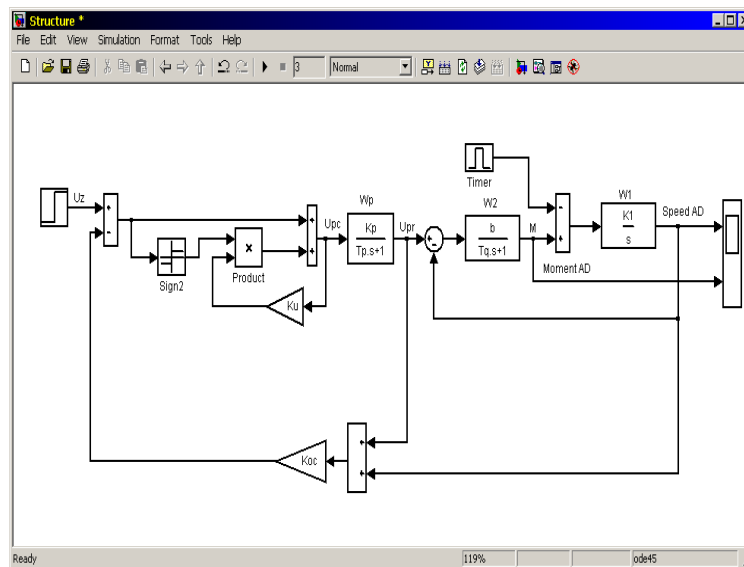 Structure *
File Edit View Simulation Format Tools Help
3 Normal
Timer
Uz
Wp
W2
W1
Upc
Kp
Tp.s+1
Upr
b
Tq.s+1
M
K1
s
Speed AD
Moment AD
Sign2
×
Product
Ku
Koc
Ready 119% ode45